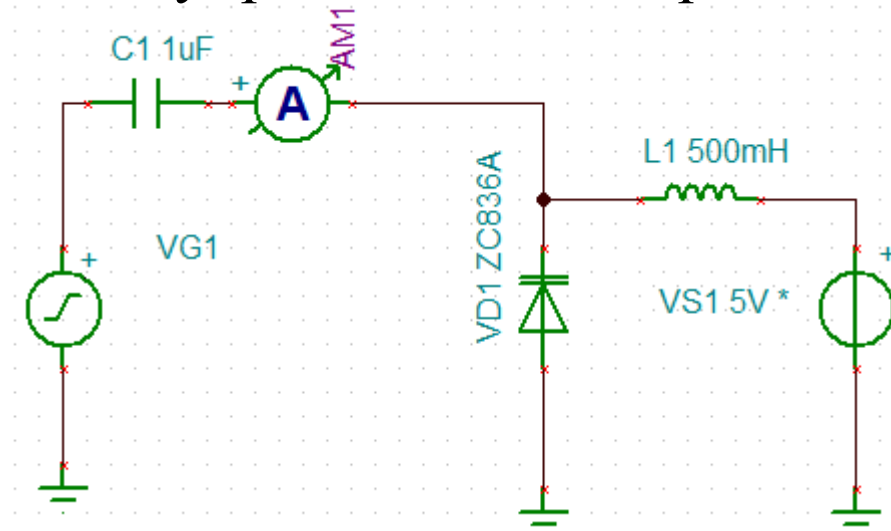 AM1
C1 1uF
+
A
L1 500mH
VD1 ZC836A
VG1
+
+
VS1 5V *